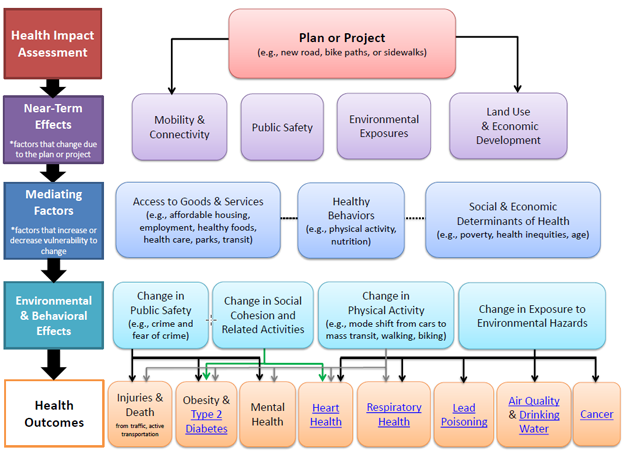 Health Impact
Assessment
Plan or Project
(e.g., new road, bike paths, or sidewalks)
Near-Term
Effects
*factors that change due
to the plan or project
Mobility &
Connectivity
Public Safety
Environmental
Exposures
Land Use
& Economic
Development
Mediating
Factors
*factors that increase or
decrease vulnerability to
change
Access to Goods & Services
(e.g., affordable housing,
employment, healthy foods,
health care, parks, transit)
Healthy
Behaviors
(e.g., physical activity,
nutrition)
Social & Economic
Determinants of Health
(e.g., poverty, health inequities, age)
Environmental
& Behavioral
Effects
Change in
Public Safety
(e.g., crime and
fear of crime)
Change in Social
Cohesion and
Related Activities
Change in
Physical Activity
(e.g., mode shift from cars to
mass transit, walking, biking)
Change in Exposure to
Environmental Hazards
Health
Outcomes
Injuries &
Death
from traffic, active
transportation
Obesity &
Type 2
Diabetes
Mental
Health
Heart
Health
Respiratory
Health
Lead
Poisoning
Air Quality
& Drinking
Water
Cancer